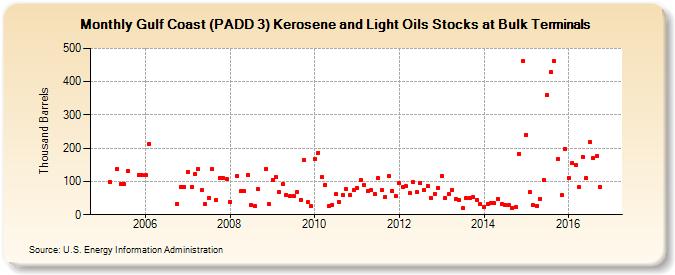 Monthly Gulf Coast (PADD 3) Kerosene and Light Oils Stocks at Bulk Terminals
Thousand Barrels
500
400
300
200
100
0
2006 2008 2010 2012 2014 2016
Source: U.S. Energy Information Administration